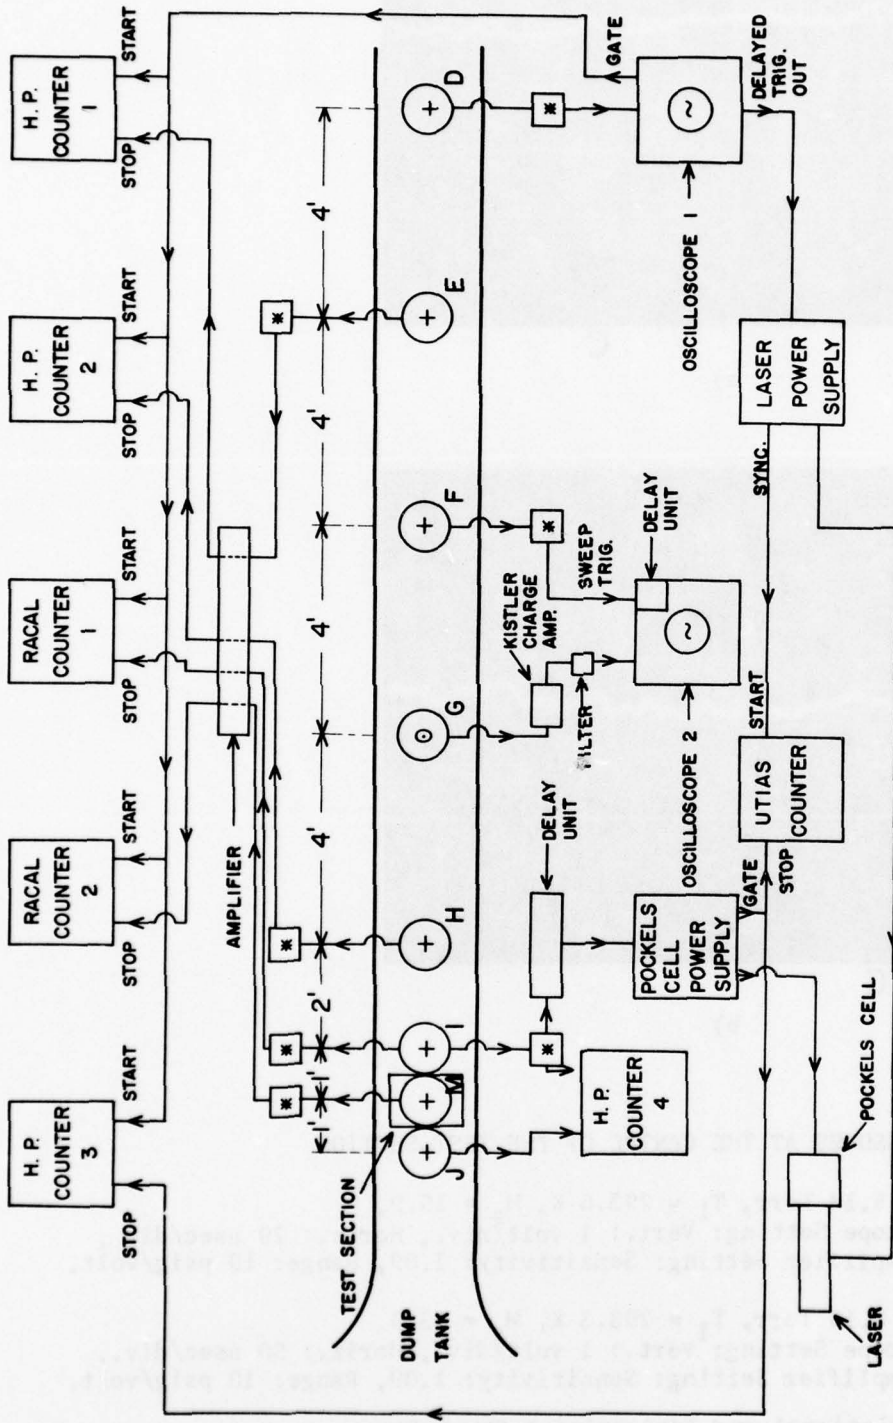 H. P.
COUNTER
3
STOP
START
RACAL
COUNTER
2
STOP
START
RACAL
COUNTER
1
STOP
START
H. P.
COUNTER
2
STOP
START
H. P.
COUNTER
1
STOP
START
AMPLIFIER
TEST SECTION
1'
1'
2'
4'
4'
4'
4'
DUMP
TANK
J
M
I
H
G
F
E
D
H. P.
COUNTER
4
DELAY
UNIT
KISTLER
CHARGE
AMP.
FILTER
SWEEP
TRIG.
DELAY
UNIT
GATE
POCKELS
CELL
POWER
SUPPLY
OSCILLOSCOPE 2
OSCILLOSCOPE 1
DELAYED
TRIG.
OUT
GATE
STOP
START
UTIAS
COUNTER
SYNC.
LASER
POWER
SUPPLY
POCKELS CELL
LASER